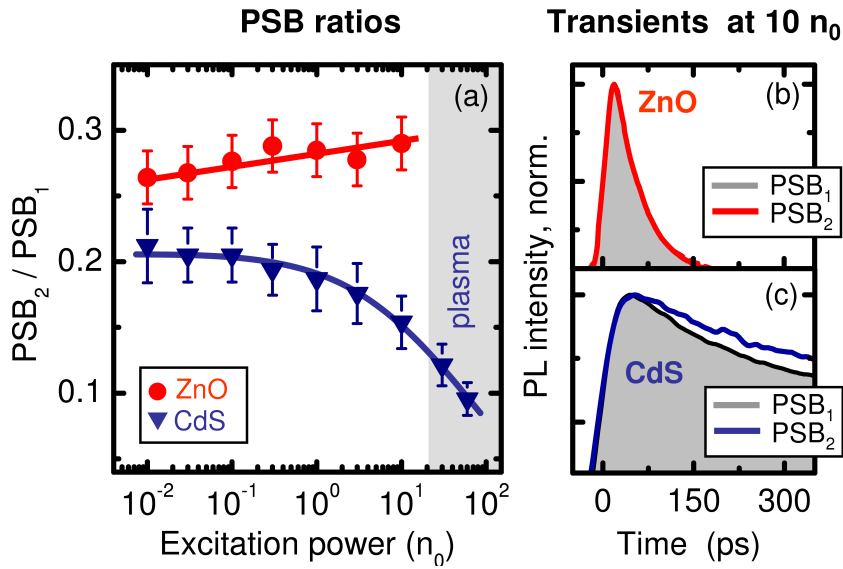 PSB ratios
Transients at 10 n₀
(a)
0.3
0.2
0.1
PSB₂ / PSB₁
plasma
ZnO
CdS
10⁻² 10⁻¹ 10⁰ 10¹ 10²
Excitation power (n₀)
(b)
ZnO
PSB₁
PSB₂
PL intensity, norm.
(c)
CdS
PSB₁
PSB₂
0 150 300
Time (ps)